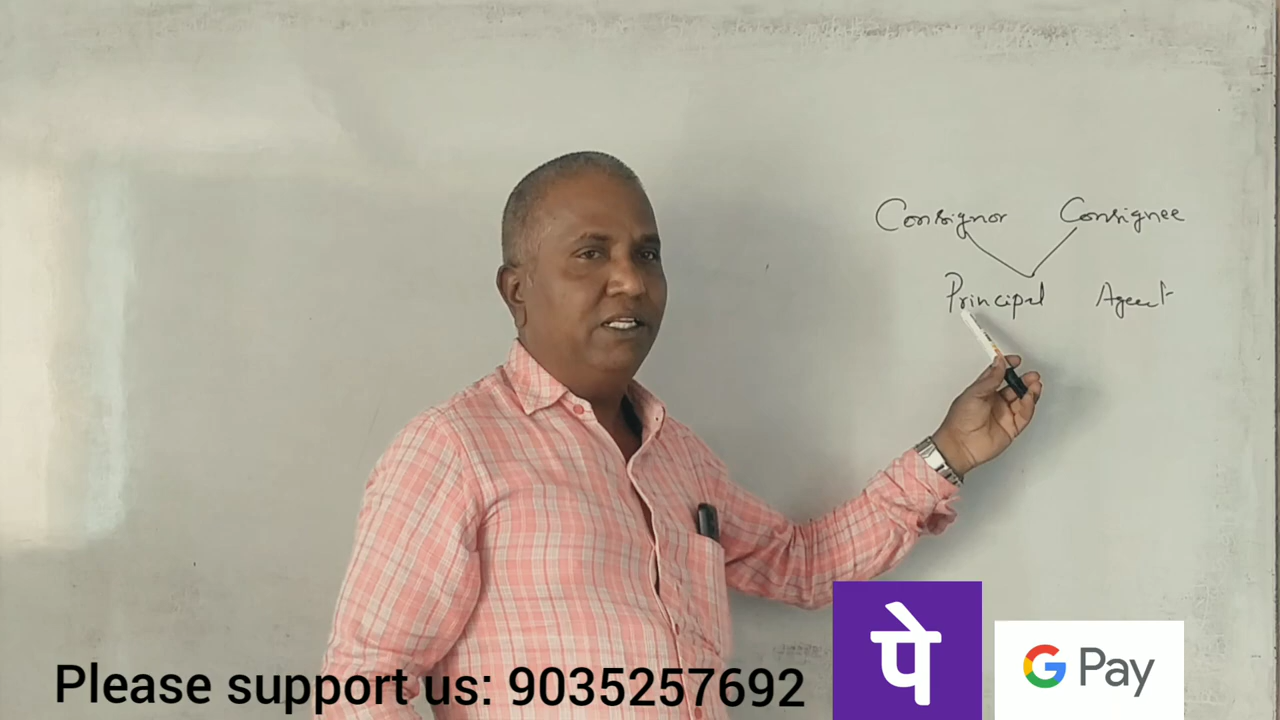 Consignor Consignee
Principal Agent
Please support us: 9035257692
पे
G Pay